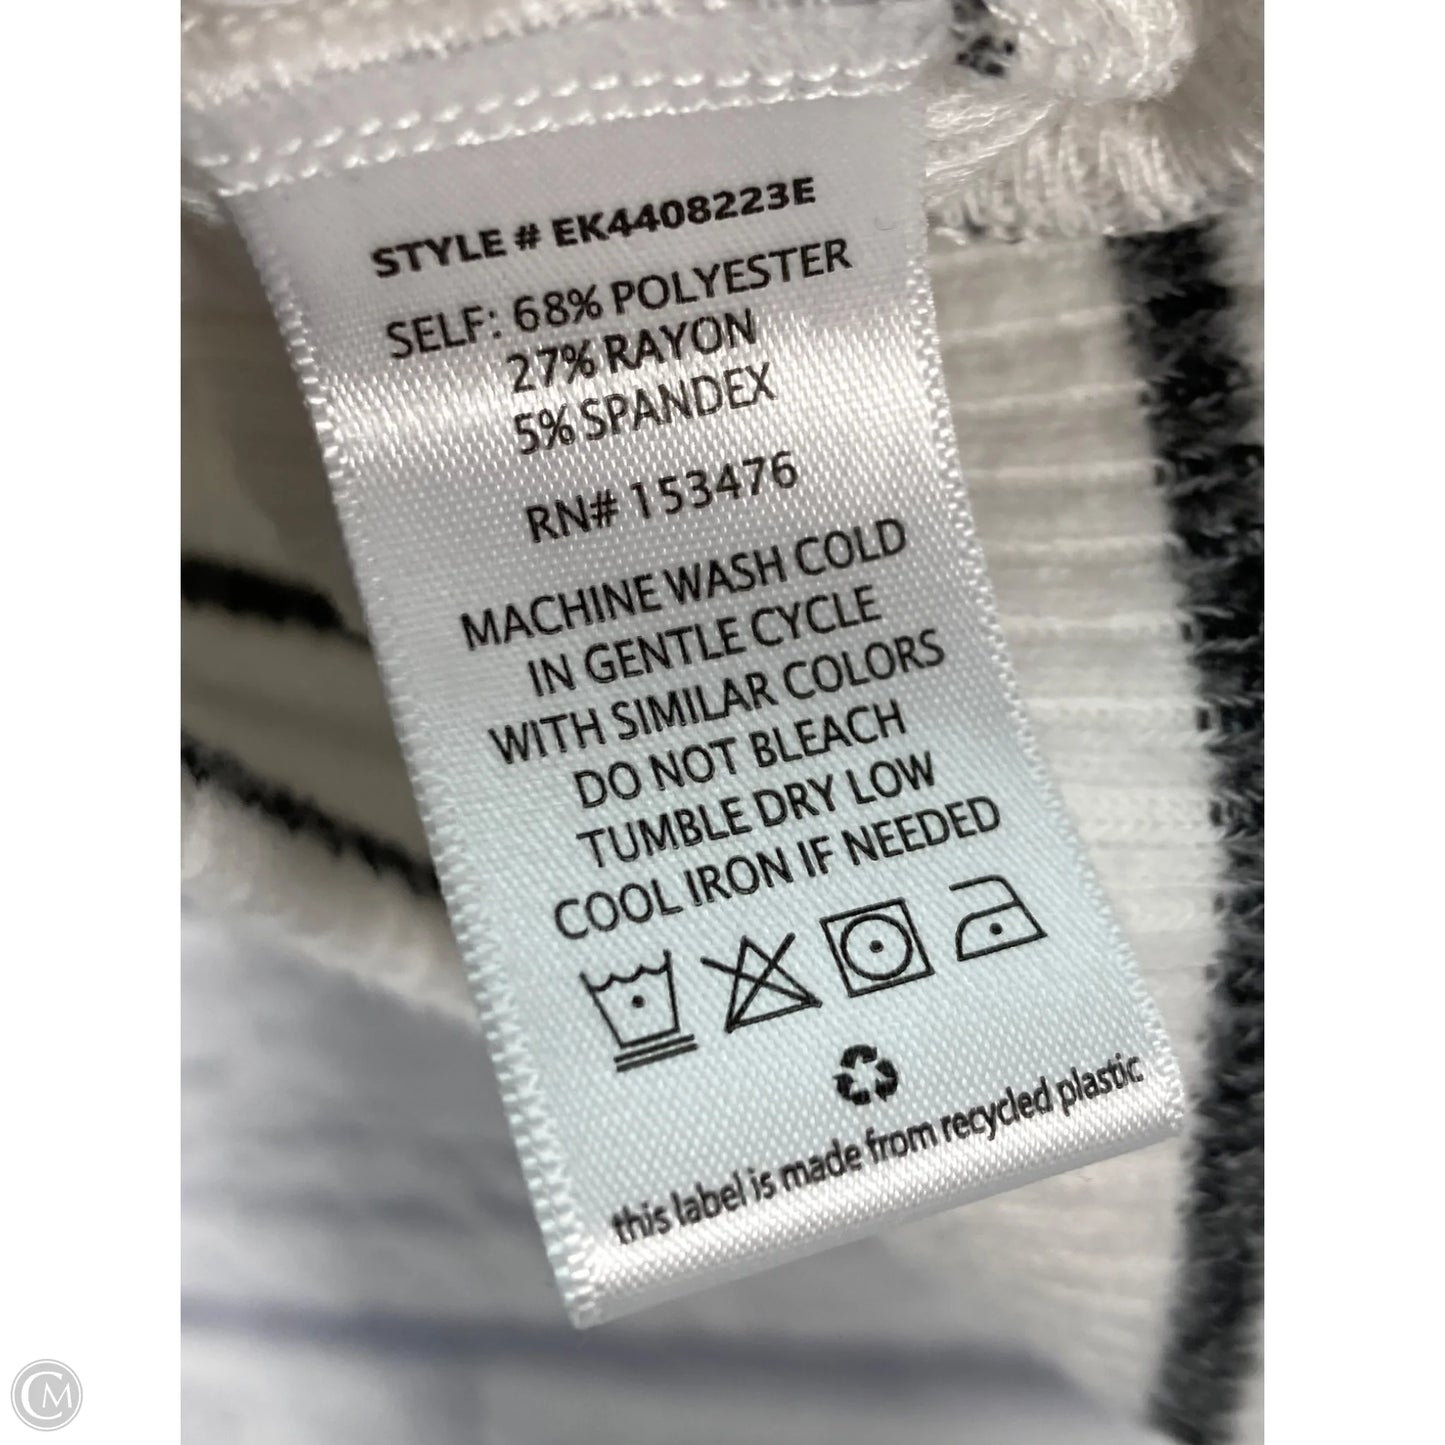 STYLE # EK4408223E
SELF: 68% POLYESTER
27% RAYON
5% SPANDEX
RN# 153476
MACHINE WASH COLD
IN GENTLE CYCLE
WITH SIMILAR COLORS
DO NOT BLEACH
TUMBLE DRY LOW
COOL IRON IF NEEDED
this label is made from recycled plastic
CM